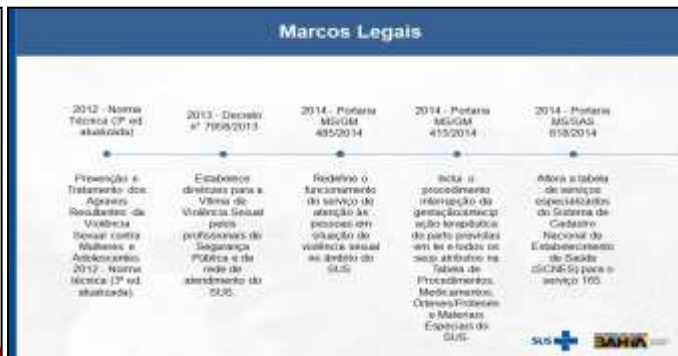 Marcos Legais
2012 - Norma
Técnica (3ª ed
atualizada)
Prevenção e
Tratamento dos
Agravos
Resultantes da
Violência
Sexual contra
Mulheres e
Adolescentes
2012 - Norma
técnica (3ª ed.
atualizada)
2013 - Decreto
n° 7958/2013
Estabelece
diretrizes para a
Vítima de
Violência Sexual
pelos
profissionais de
Segurança
Pública e da
rede de
atendimento do
SUS.
2014 - Portaria
MS/GM
485/2014
Redefine o
funcionamento
do serviço de
atenção às
pessoas em
situação de
violência sexual
no âmbito do
SUS
2014 - Portaria
MS/GM
415/2014
Inclui o
procedimento
interrupção da
gestação/antecip
ação terapêutica
do parto previstas
em lei e todos os
seus atributos na
Tabela de
Procedimentos,
Medicamentos,
Órteses/Próteses
e Materiais
Especiais do
SUS
2014 - Portaria
MS/SAS
618/2014
Altera a tabela
de serviços
especializados
do Sistema de
Cadastro
Nacional de
Estabelecimento
de Saúde
(SCNES) para o
serviço 165
SUS
BAHIA